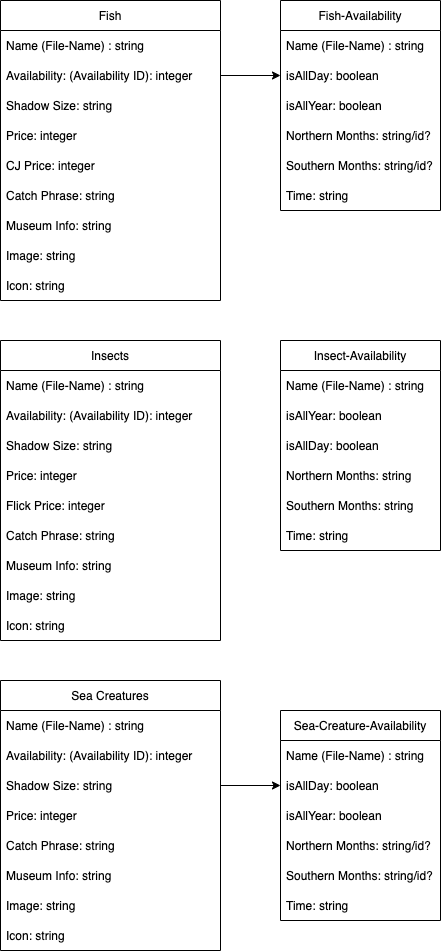 Fish
Name (File-Name) : string
Availability: (Availability ID): integer
Shadow Size: string
Price: integer
CJ Price: integer
Catch Phrase: string
Museum Info: string
Image: string
Icon: string
Fish-Availability
Name (File-Name): string
isAllDay: boolean
isAllYear: boolean
Northern Months: string/id?
Southern Months: string/id?
Time: string
Insects
Name (File-Name) : string
Availability: (Availability ID): integer
Shadow Size: string
Price: integer
Flick Price: integer
Catch Phrase: string
Museum Info: string
Image: string
Icon: string
Insect-Availability
Name (File-Name): string
isAllYear: boolean
isAllDay: boolean
Northern Months: string
Southern Months: string
Time: string
Sea Creatures
Name (File-Name) : string
Availability: (Availability ID): integer
Shadow Size: string
Price: integer
Catch Phrase: string
Museum Info: string
Image: string
Icon: string
Sea-Creature-Availability
Name (File-Name): string
isAllDay: boolean
isAllYear: boolean
Northern Months: string/id?
Southern Months: string/id?
Time: string